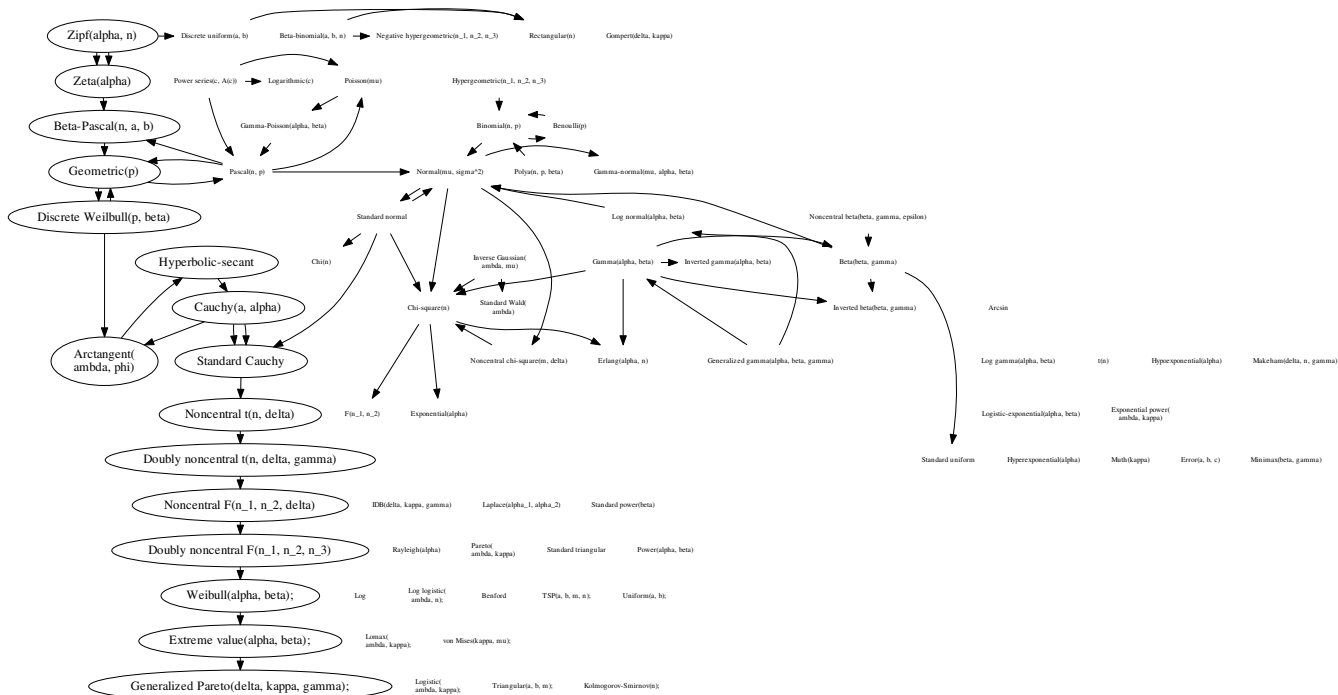 Zipf(alpha, n)
Discrete uniform(a, b)
Beta-binomial(a, b, n)
Negative hypergeometric(n_1, n_2, n_3)
Rectangular(n)
Gompert(delta, kappa)
Zeta(alpha)
Power series(c, A(c))
Logarithmic(c)
Poisson(mu)
Hypergeometric(n_1, n_2, n_3)
Beta-Pascal(n, a, b)
Gamma-Poisson(alpha, beta)
Binomial(n, p)
Benoulli(p)
Geometric(p)
Pascal(n, p)
Normal(mu, sigma^2)
Polya(n, p, beta)
Gamma-normal(mu, alpha, beta)
Discrete Weilbull(p, beta)
Standard normal
Log normal(alpha, beta)
Noncentral beta(beta, gamma, epsilon)
Hyperbolic-secant
Chi(n)
Inverse Gaussian(
ambda, mu)
Gamma(alpha, beta)
Inverted gamma(alpha, beta)
Beta(beta, gamma)
Cauchy(a, alpha)
Chi-square(n)
Standard Wald(
ambda)
Inverted beta(beta, gamma)
Arcsin
Arctangent(
ambda, phi)
Standard Cauchy
Noncentral chi-square(m, delta)
Erlang(alpha, n)
Generalized gamma(alpha, beta, gamma)
Log gamma(alpha, beta)
t(n)
Hypoexponential(alpha)
Makeham(delta, n, gamma)
Noncentral t(n, delta)
F(n_1, n_2)
Exponential(alpha)
Logistic-exponential(alpha, beta)
Exponential power(
ambda, kappa)
Doubly noncentral t(n, delta, gamma)
Standard uniform
Hyperexponential(alpha)
Muth(kappa)
Error(a, b, c)
Minimax(beta, gamma)
Noncentral F(n_1, n_2, delta)
IDB(delta, kappa, gamma)
Laplace(alpha_1, alpha_2)
Standard power(beta)
Doubly noncentral F(n_1, n_2, n_3)
Rayleigh(alpha)
Pareto(
ambda, kappa)
Standard triangular
Power(alpha, beta)
Weibull(alpha, beta);
Log
Log logistic(
ambda, n);
Benford
TSP(a, b, m, n);
Uniform(a, b);
Extreme value(alpha, beta);
Lomax(
ambda, kappa);
von Mises(kappa, mu);
Generalized Pareto(delta, kappa, gamma);
Logistic(
ambda, kappa);
Triangular(a, b, m);
Kolmogorov-Smirnov(n);